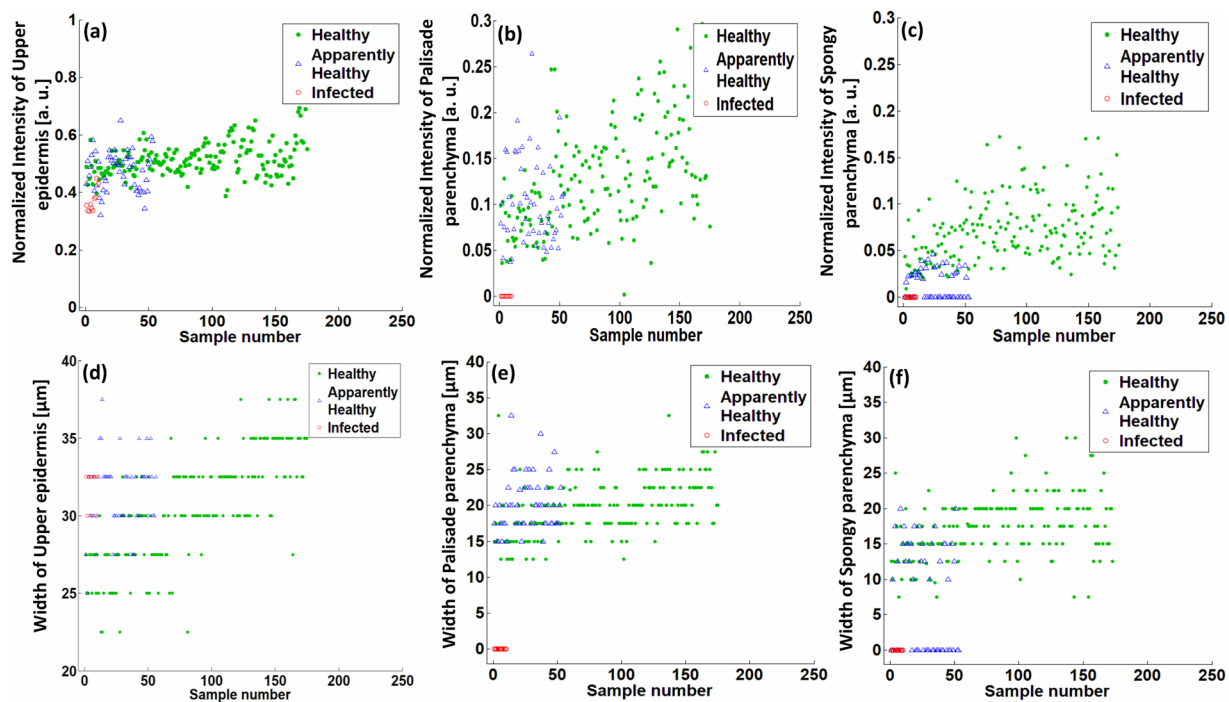 (a)
Healthy
Apparently
Healthy
Infected
Normalized Intensity of Upper
epidermis [a. u.]
1
0.8
0.6
0.4
0.2
0
0 50 100 150 200 250
Sample number
(b)
Healthy
Apparently
Healthy
Infected
Normalized Intensity of Palisade
parenchyma [a. u.]
0.3
0.25
0.2
0.15
0.1
0.05
0
0 50 100 150 200 250
Sample number
(c)
Healthy
Apparently
Healthy
Infected
Normalized Intensity of Spongy
parenchyma [a. u.]
0.3
0.25
0.2
0.15
0.1
0.05
0
0 50 100 150 200 250
Sample number
(d)
Healthy
Apparently
Healthy
Infected
Width of Upper epidermis [µm]
40
35
30
25
20
0 50 100 150 200 250
Sample number
(e)
Healthy
Apparently
Healthy
Infected
Width of Palisade parenchyma [µm]
40
35
30
25
20
15
10
5
0
0 50 100 150 200 250
Sample number
(f)
Healthy
Apparently
Healthy
Infected
Width of Spongy parenchyma [µm]
40
35
30
25
20
15
10
5
0
0 50 100 150 200 250
Sample number